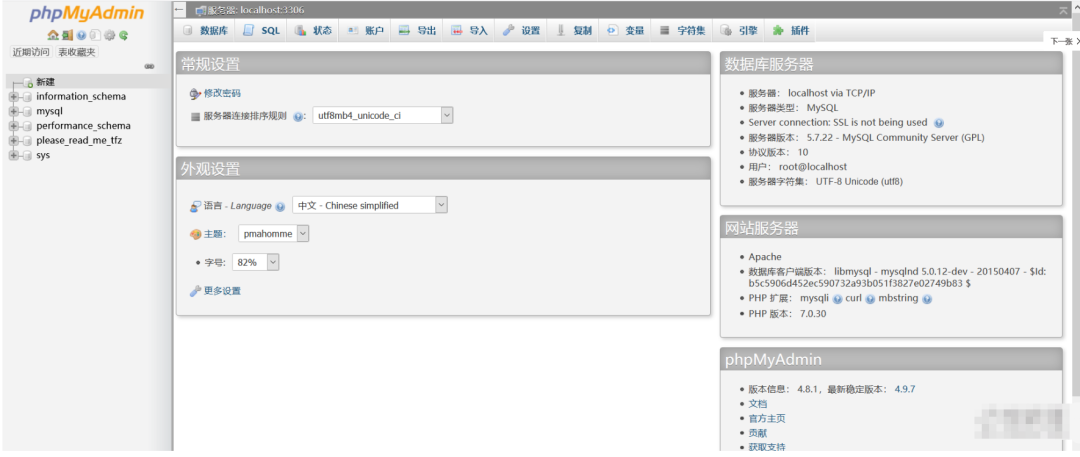 phpMyAdmin
近期访问 表收藏夹
新建
information_schema
mysql
performance_schema
please_read_me_tfz
sys
服务器: localhost:3306
数据库 SQL 状态 账户 导出 导入 设置 复制 变量 字符集 引擎 插件
下一张
常规设置
修改密码
服务器连接排序规则 : utf8mb4_unicode_ci
外观设置
语言 - Language 中文 - Chinese simplified
主题: pmahomme
字号: 82%
更多设置
数据库服务器
服务器: localhost via TCP/IP
服务器类型: MySQL
Server connection: SSL is not being used
服务器版本: 5.7.22 - MySQL Community Server (GPL)
协议版本: 10
用户: root@localhost
服务器字符集: UTF-8 Unicode (utf8)
网站服务器
Apache
数据库客户端版本: libmysql - mysqlnd 5.0.12-dev - 20150407 - $Id:
b5c5906d452ec590732a93b051f3827e02749b83 $
PHP 扩展: mysqli curl mbstring
PHP 版本: 7.0.30
phpMyAdmin
版本信息: 4.8.1, 最新稳定版本: 4.9.7
文档
官方主页
贡献
获取支持